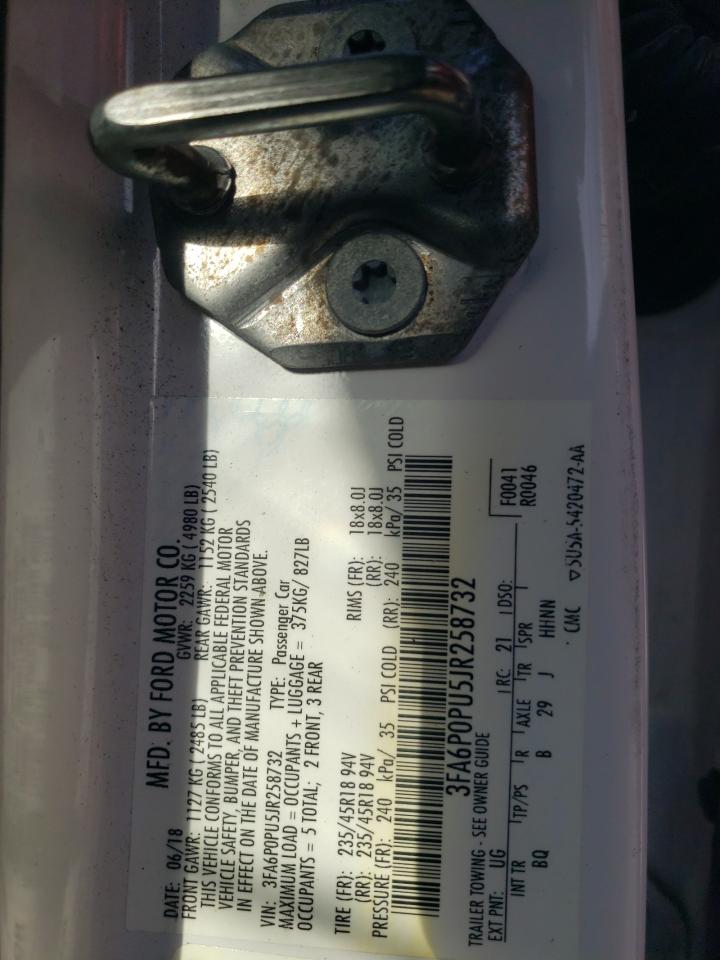 MFD. BY FORD MOTOR CO.
DATE: 06/18 GVWR: 2259 KG ( 4980 LB)
FRONT GAWR: 1127 KG ( 2485 LB) REAR GAWR: 1152 KG ( 2540 LB)
THIS VEHICLE CONFORMS TO ALL APPLICABLE FEDERAL MOTOR
VEHICLE SAFETY, BUMPER, AND THEFT PREVENTION STANDARDS
IN EFFECT ON THE DATE OF MANUFACTURE SHOWN ABOVE.
VIN: 3FA6P0PU5JR258732 TYPE: Passenger Car
MAXIMUM LOAD = OCCUPANTS + LUGGAGE = 375KG/ 827LB
OCCUPANTS = 5 TOTAL; 2 FRONT, 3 REAR
TIRE (FR): 235/45R18 94V RIMS (FR): 18x8.0J
(RR): 235/45R18 94V (RR): 18x8.0J
PRESSURE (FR): 240 kPa/ 35 PSI COLD (RR): 240 kPa/ 35 PSI COLD
3FA6P0PU5JR258732
TRAILER TOWING - SEE OWNER GUIDE
EXT PNT: UG RC: 21 DSO: F0041
R0046
INT TR TP/PS R AXLE TR SPR
BQ B 29 J HHNN
CMC 5U5A-5420472-AA